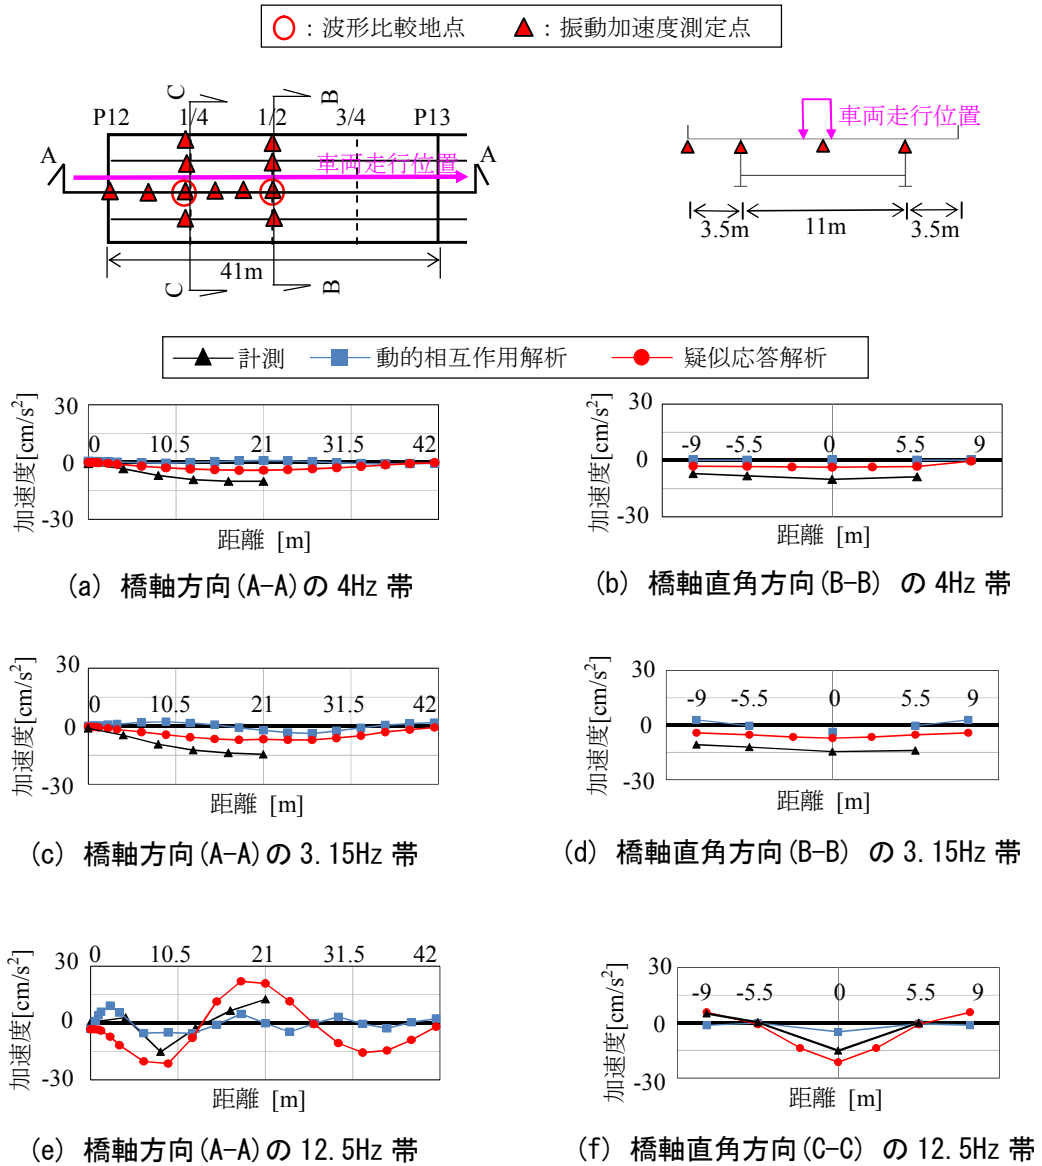 ：波形比較地点　：振動加速度測定点
C
B
P12 1/4 1/2 3/4 P13
車両走行位置
A
車両走行位置
A
3.5m 11m 3.5m
41m
C
B
計測　動的相互作用解析　疑似応答解析
30
0
-30
加速度[cm/s²]
0 10.5 21 31.5 42
距離 [m]
(a) 橋軸方向(A-A)の 4Hz 帯
30
0
-30
加速度[cm/s²]
-9 -5.5 0 5.5 9
距離 [m]
(b) 橋軸直角方向(B-B) の 4Hz 帯
30
0
-30
加速度[cm/s²]
0 10.5 21 31.5 42
距離 [m]
(c) 橋軸方向(A-A)の 3.15Hz 帯
30
0
-30
加速度[cm/s²]
-9 -5.5 0 5.5 9
距離 [m]
(d) 橋軸直角方向(B-B) の 3.15Hz 帯
0 10.5 21 31.5 42
30
0
-30
加速度[cm/s²]
距離 [m]
(e) 橋軸方向(A-A)の 12.5Hz 帯
30
0
-30
加速度[cm/s²]
-9 -5.5 0 5.5 9
距離 [m]
(f) 橋軸直角方向(C-C) の 12.5Hz 帯